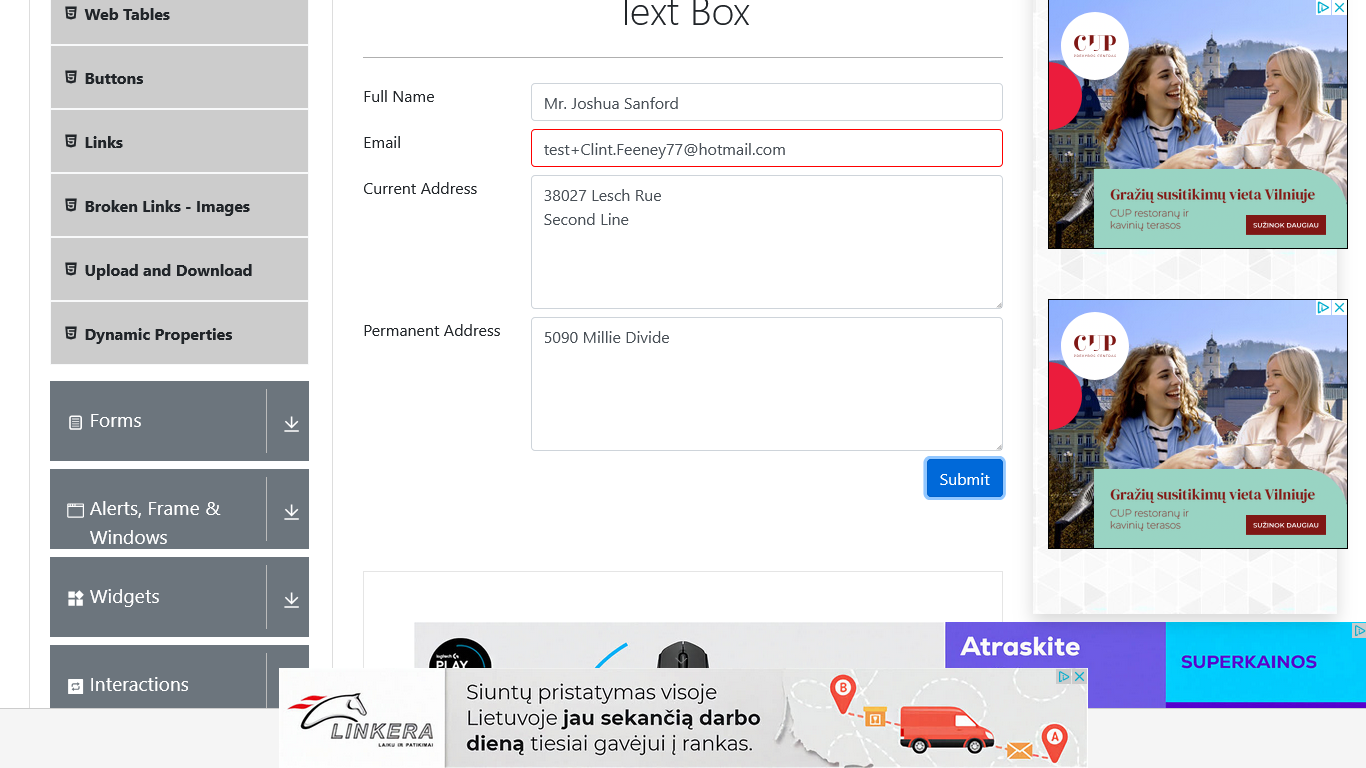 Web Tables
Buttons
Links
Broken Links - Images
Upload and Download
Dynamic Properties
Forms
Alerts, Frame &
Windows
Widgets
Interactions
Text Box
Full Name
Mr. Joshua Sanford
Email
test+Clint.Feeney77@hotmail.com
Current Address
38027 Lesch Rue
Second Line
Permanent Address
5090 Millie Divide
Submit
CUP
Gražių susitikimų vieta Vilniuje
CUP restoranų ir
kavinių terasos
SUŽINOK DAUGIAU
CUP
Gražių susitikimų vieta Vilniuje
CUP restoranų ir
kavinių terasos
SUŽINOK DAUGIAU
logitech G
PLAY
Atraskite
SUPERKAINOS
LINKERA
LAIKU IR PATIKIMAI
Siuntų pristatymas visoje
Lietuvoje jau sekančią darbo
dieną tiesiai gavėjui į rankas.
B
A